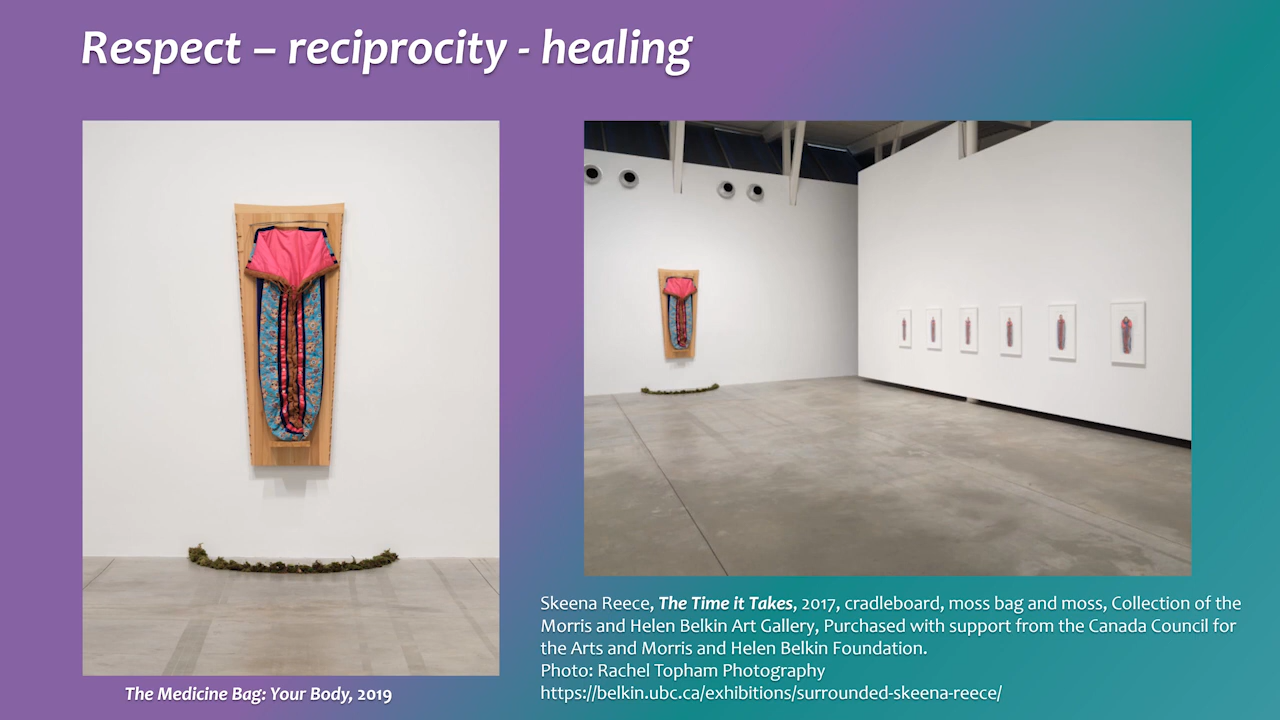 Respect – reciprocity - healing
The Medicine Bag: Your Body, 2019
Skeena Reece, The Time it Takes, 2017, cradleboard, moss bag and moss, Collection of the
Morris and Helen Belkin Art Gallery, Purchased with support from the Canada Council for
the Arts and Morris and Helen Belkin Foundation.
Photo: Rachel Topham Photography
https://belkin.ubc.ca/exhibitions/surrounded-skeena-reece/